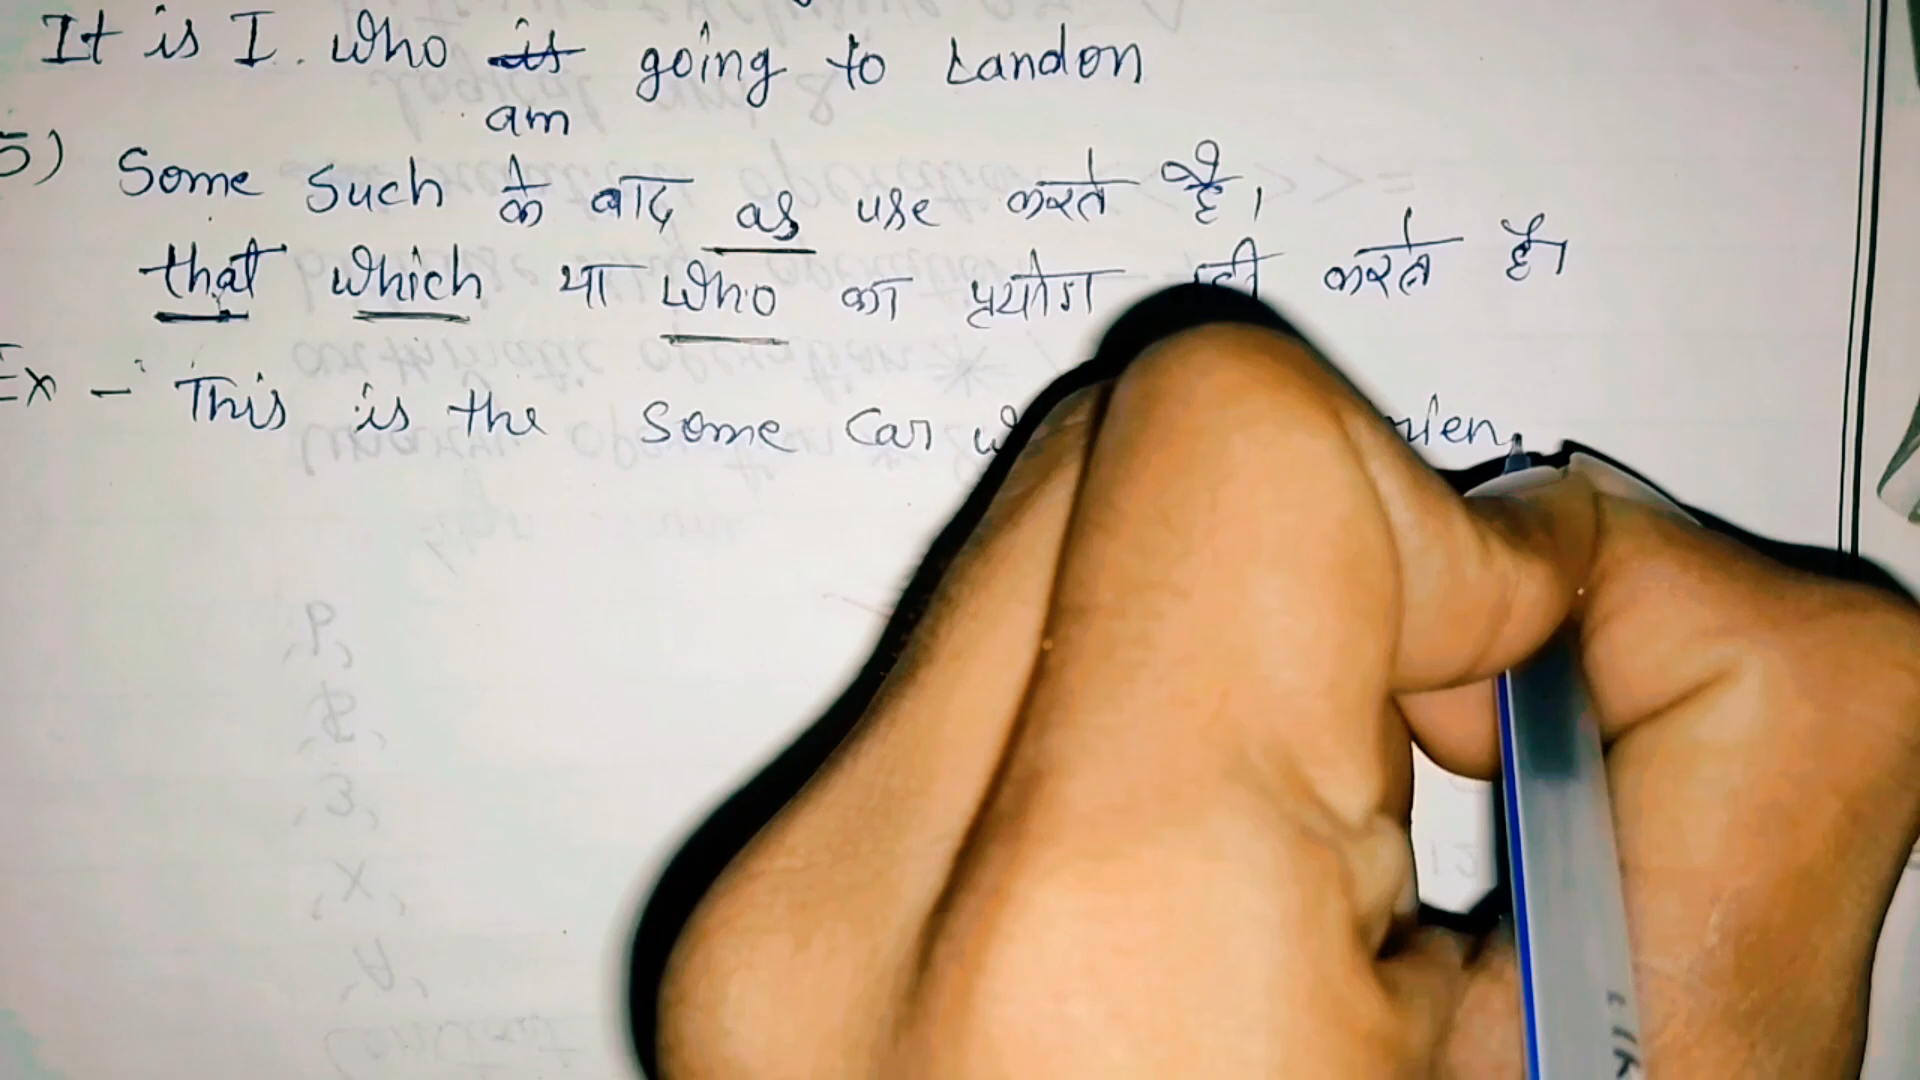 It is I. who is going to Landon
am
5) Some such के बाद as use करते है।
that which या who का प्रयोग करते है।
Ex - This is the some car